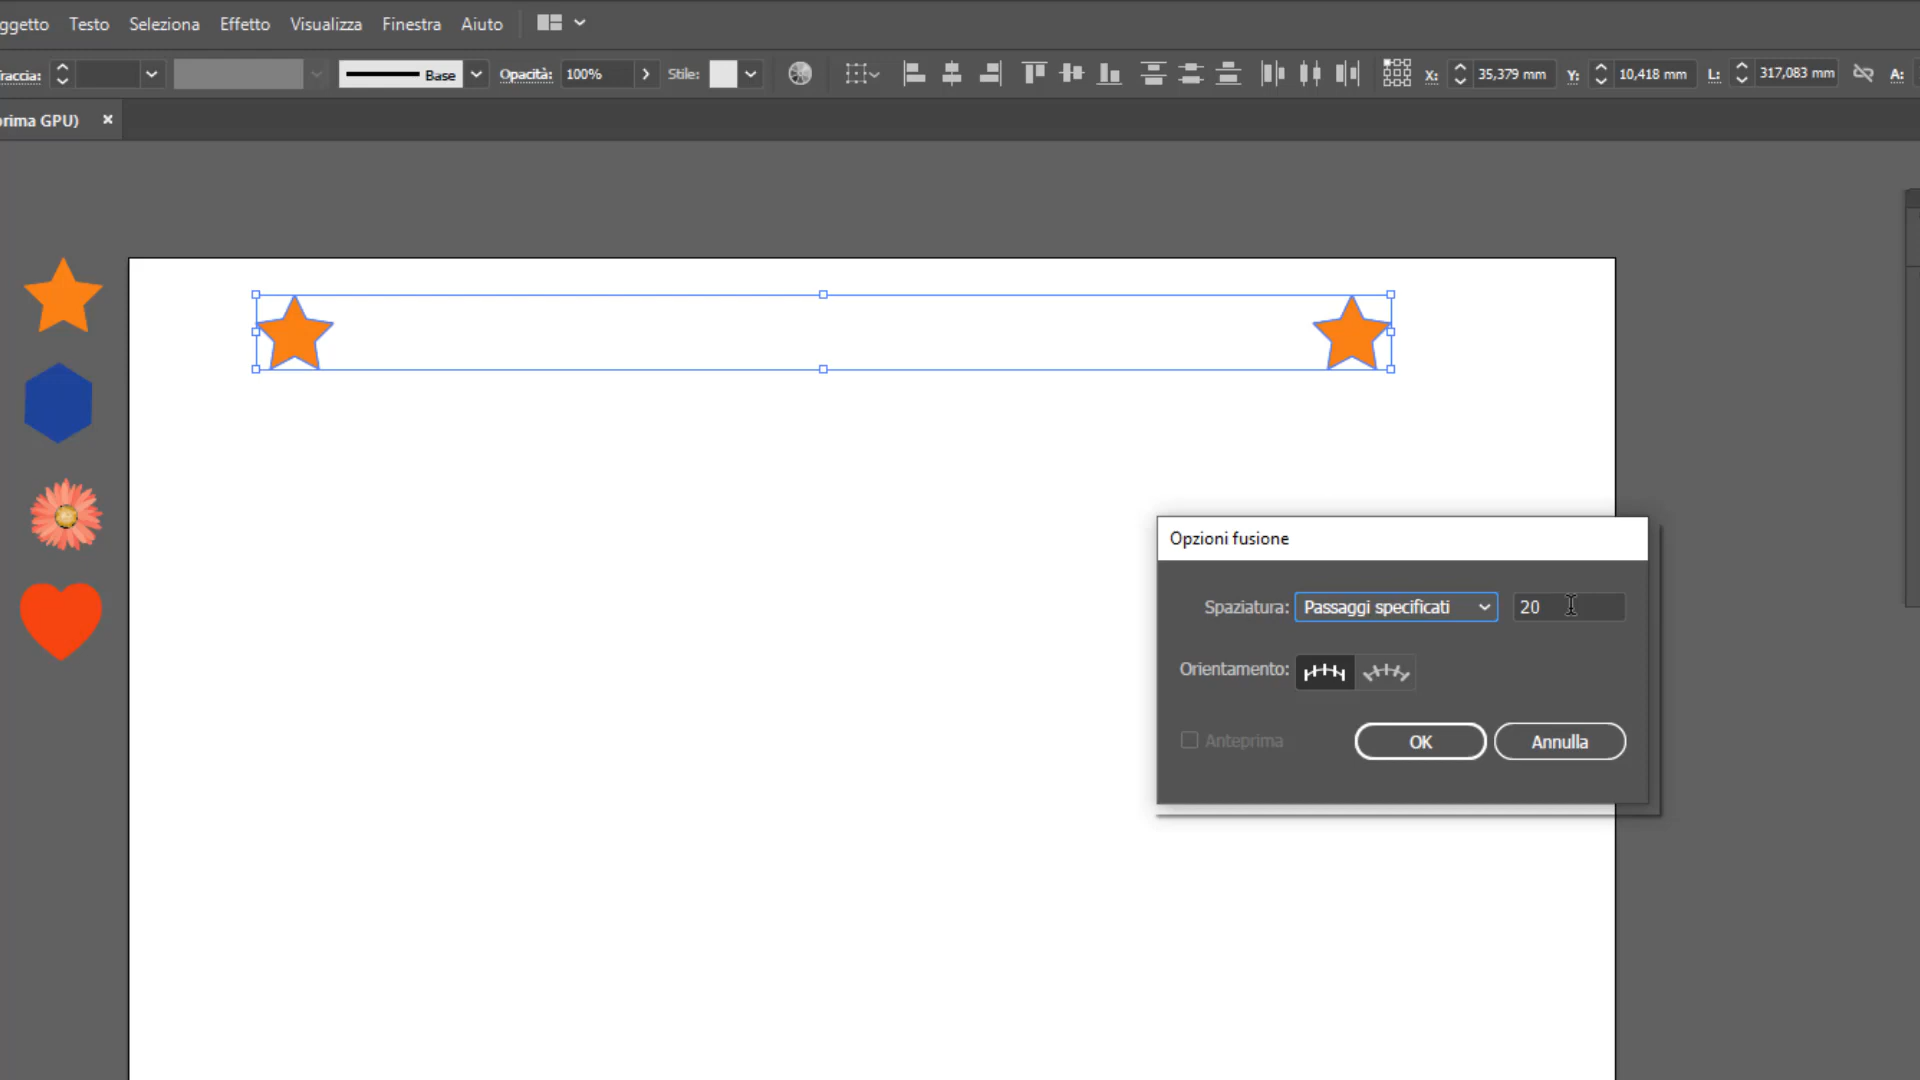 ggetto Testo Seleziona Effetto Visualizza Finestra Aiuto
raccia: Base Opacità: 100% Stile: X: 35,379 mm Y: 10,418 mm L: 317,083 mm A:
prima GPU) ×
Opzioni fusione
Spaziatura: Passaggi specificati 20
Orientamento:
Anteprima OK Annulla